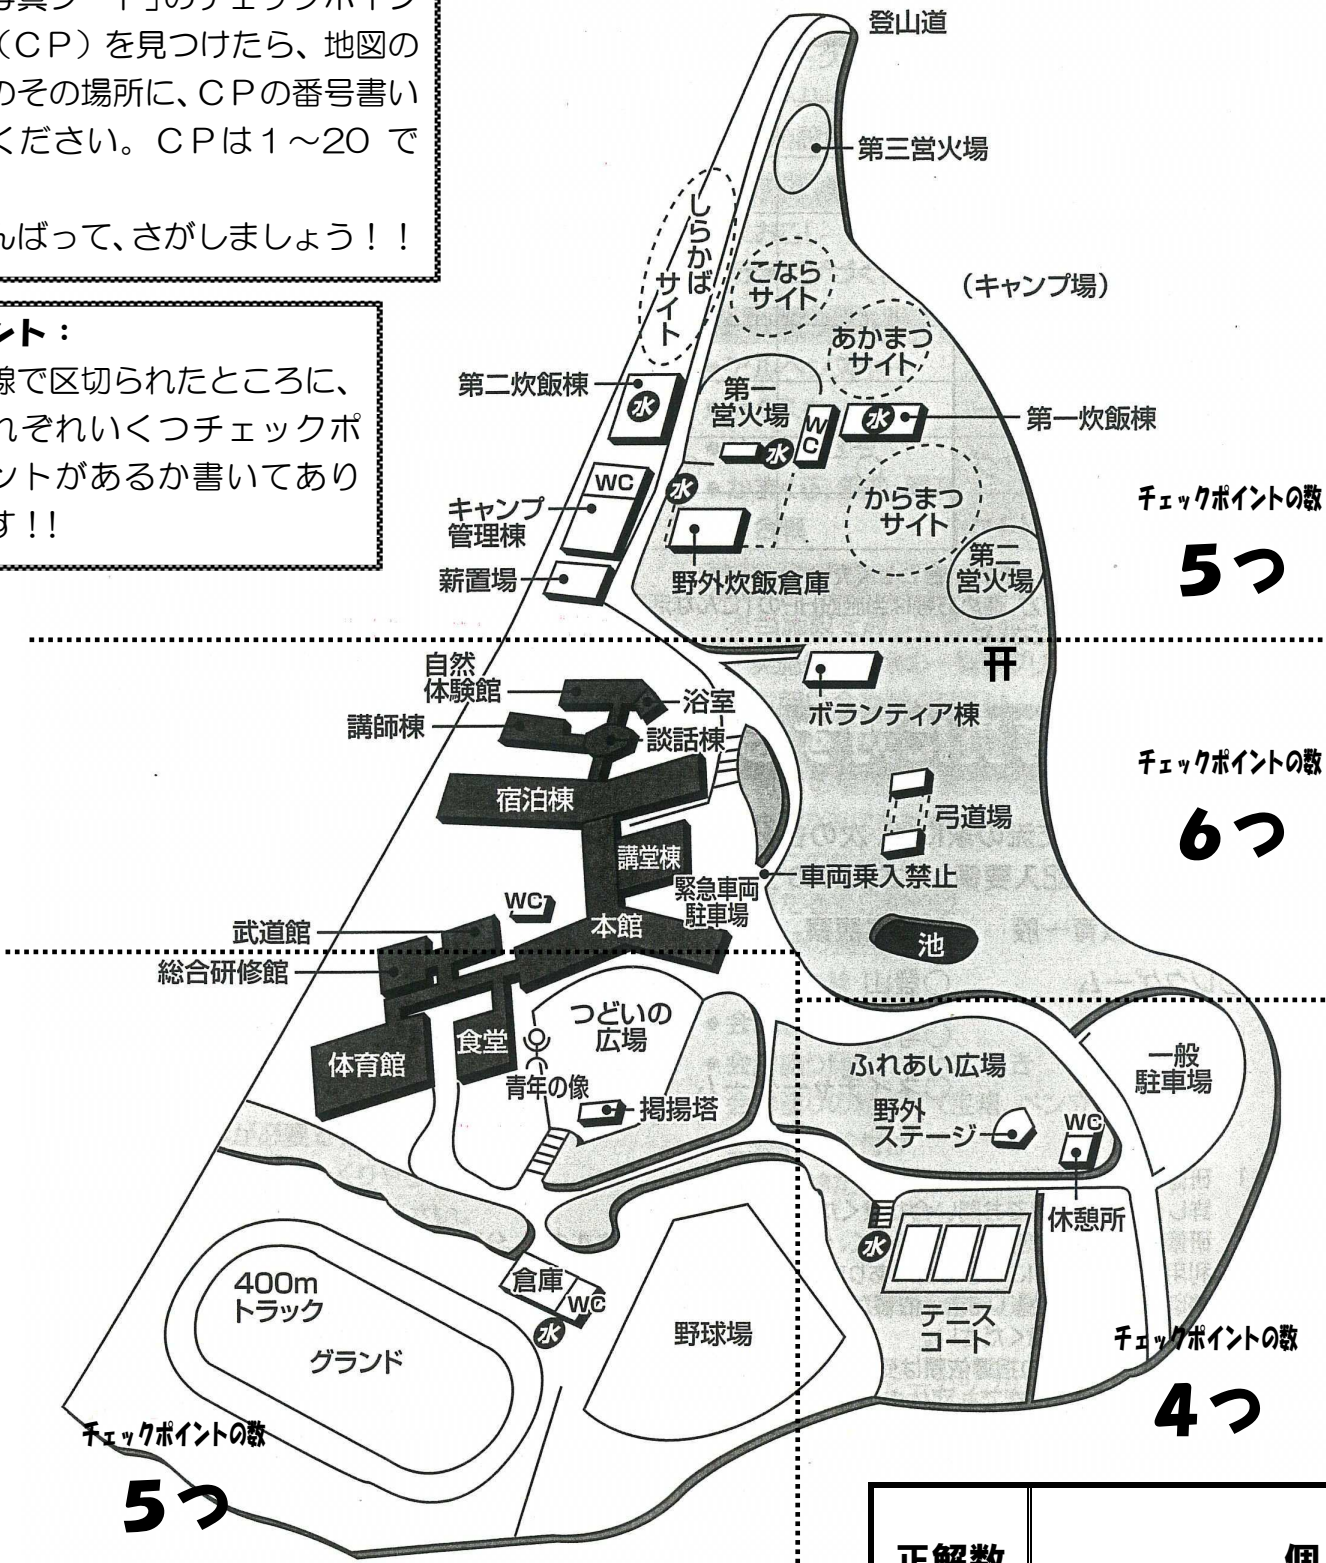 写真シート」のチェックポイン
（ＣＰ）を見つけたら、地図の
のその場所に、ＣＰの番号書い
ください。ＣＰは１～20 で
んばって、さがしましょう！！
ント：
線で区切られたところに、
れぞれいくつチェックポ
ントがあるか書いてあり
す！！
登山道
第三営火場
しらかば
サイト
こなら
サイト
（キャンプ場）
あかまつ
サイト
第二炊飯棟
水
第一
営火場
WC
水
第一炊飯棟
水
からまつ
サイト
WC
キャンプ
管理棟
水
チェックポイントの数
5つ
薪置場
野外炊飯倉庫
第二
営火場
自然
体験館
浴室
講師棟
談話棟
ボランティア棟
チェックポイントの数
6つ
宿泊棟
弓道場
講堂棟
車両乗入禁止
緊急車両
駐車場
WC
本館
武道館
池
総合研修館
つどいの
広場
食堂
体育館
青年の像
掲揚塔
ふれあい広場
野外
ステージ
WC
一般
駐車場
休憩所
水
倉庫
WC
水
400m
トラック
グランド
野球場
テニス
コート
チェックポイントの数
4つ
チェックポイントの数
5つ
正解数
個